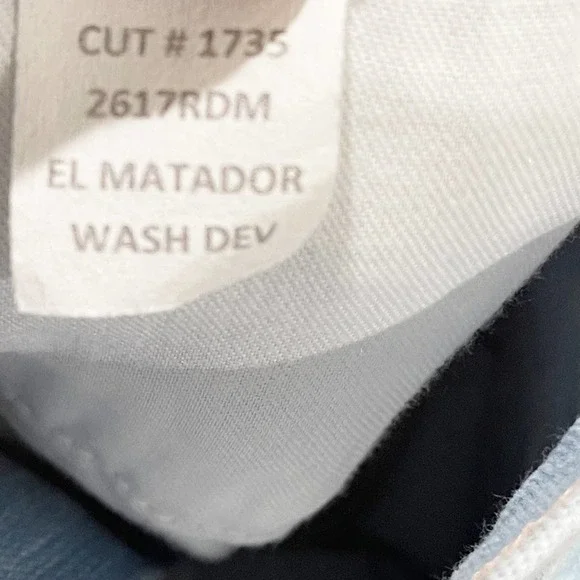 CUT # 1735
2617RDM
EL MATADOR
WASH DEV